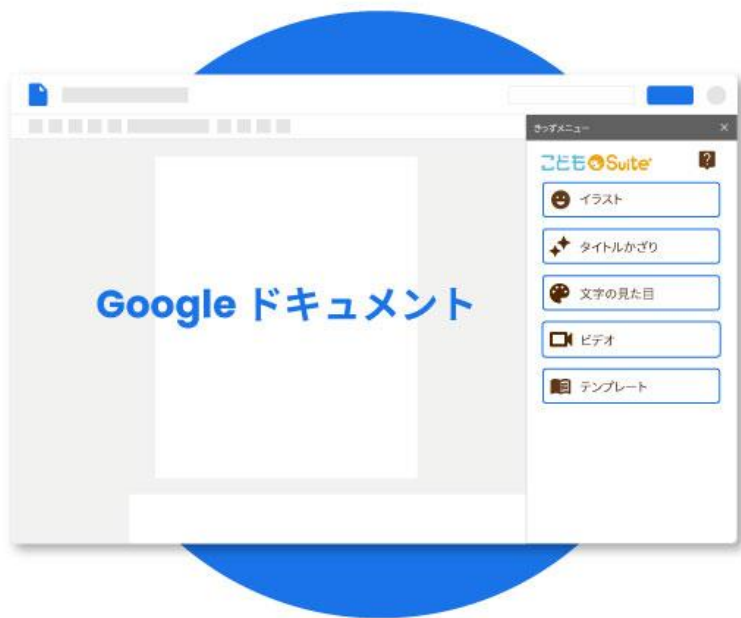 きっずメニュー ×
こどもSuite
?
イラスト
タイトルかざり
Google ドキュメント
文字の見た目
ビデオ
テンプレート